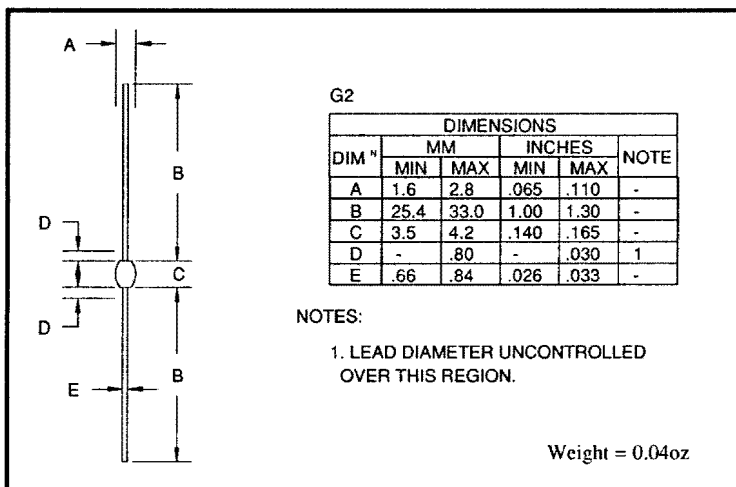 A
B
D
C
D
B
E
G2
DIMENSIONS
DIM ᴺ MM INCHES NOTE
MIN MAX MIN MAX
A 1.6 2.8 .065 .110 -
B 25.4 33.0 1.00 1.30 -
C 3.5 4.2 .140 .165 -
D - .80 - .030 1
E .66 .84 .026 .033 -
NOTES:
1. LEAD DIAMETER UNCONTROLLED
OVER THIS REGION.
Weight = 0.04oz